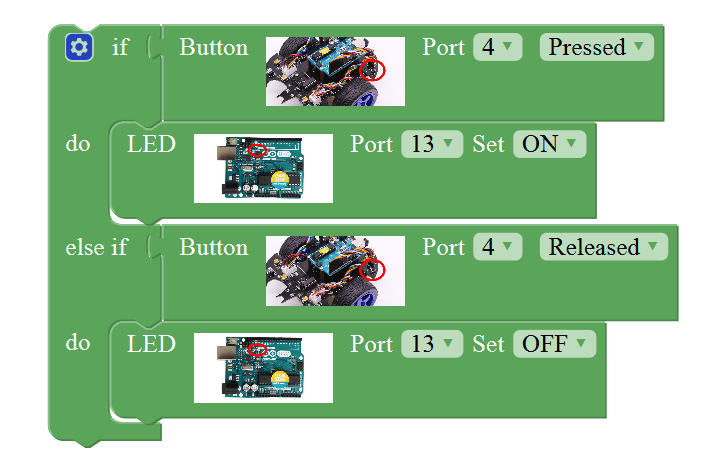 if Button Port 4 Pressed
do LED Port 13 Set ON
else if Button Port 4 Released
do LED Port 13 Set OFF